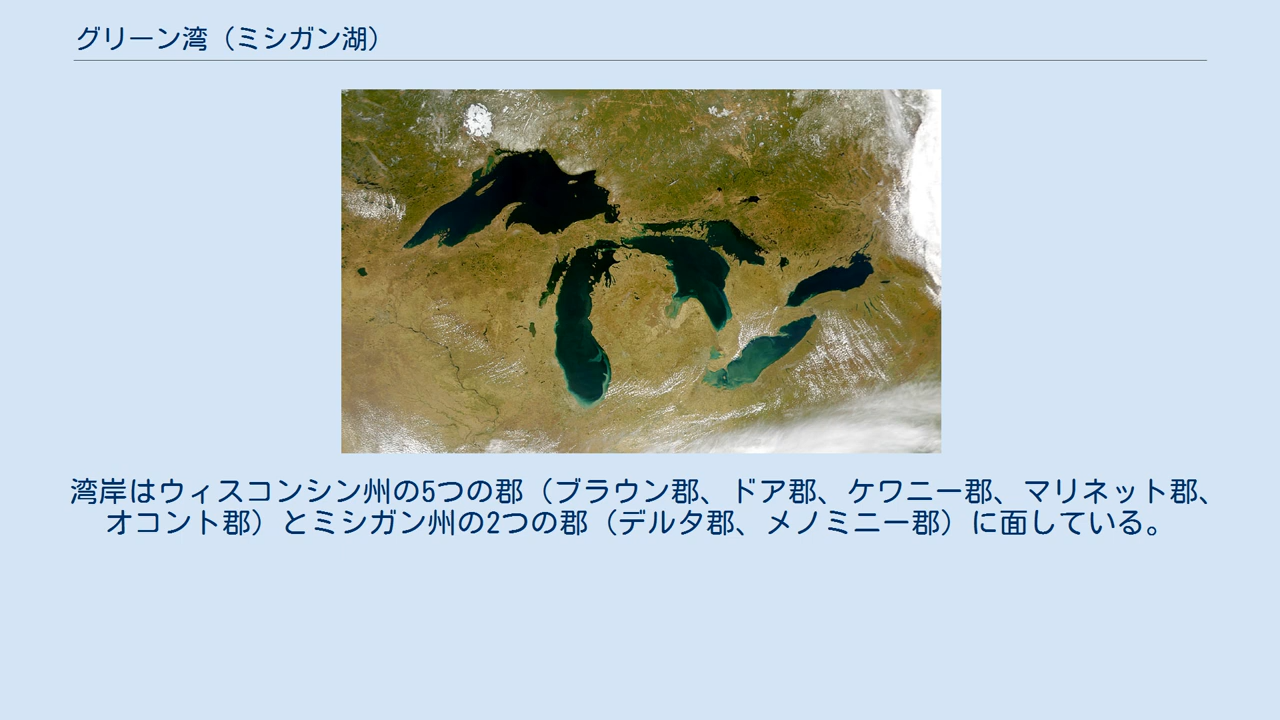 グリーン湾（ミシガン湖）
湾岸はウィスコンシン州の5つの郡（ブラウン郡、ドア郡、ケワニー郡、マリネット郡、
オコント郡）とミシガン州の2つの郡（デルタ郡、メノミニー郡）に面している。